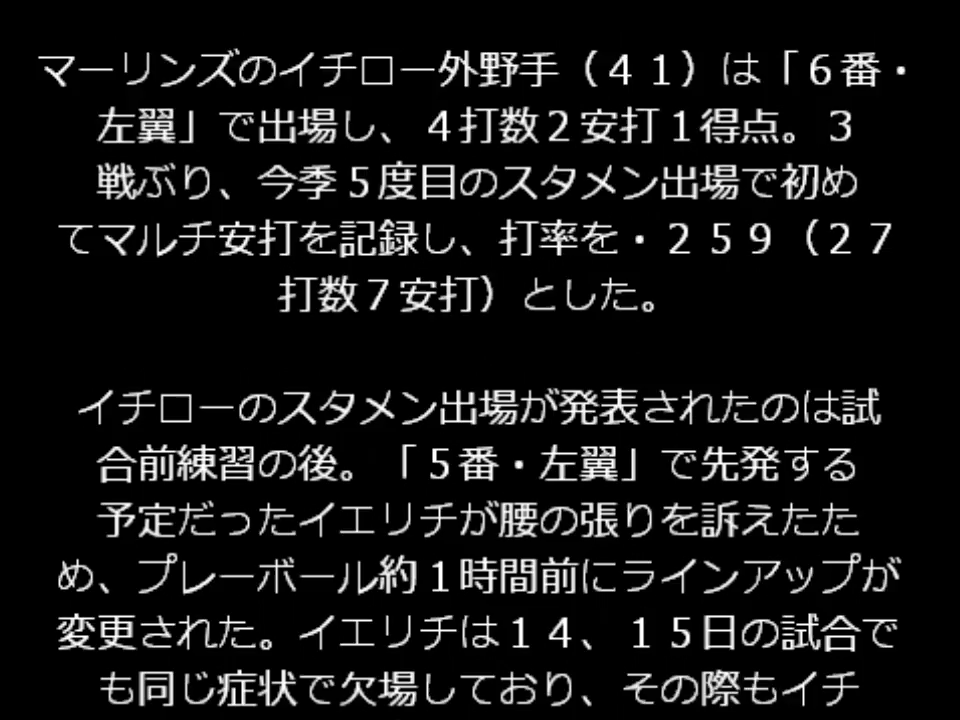 マーリンズのイチロー外野手（４１）は「６番・
左翼」で出場し、４打数２安打１得点。３
戦ぶり、今季５度目のスタメン出場で初め
てマルチ安打を記録し、打率を・２５９（２７
打数７安打）とした。
イチローのスタメン出場が発表されたのは試
合前練習の後。「５番・左翼」で先発する
予定だったイエリチが腰の張りを訴えたた
め、プレーボール約１時間前にラインアップが
変更された。イエリチは１４、１５日の試合で
も同じ症状で欠場しており、その際もイチ